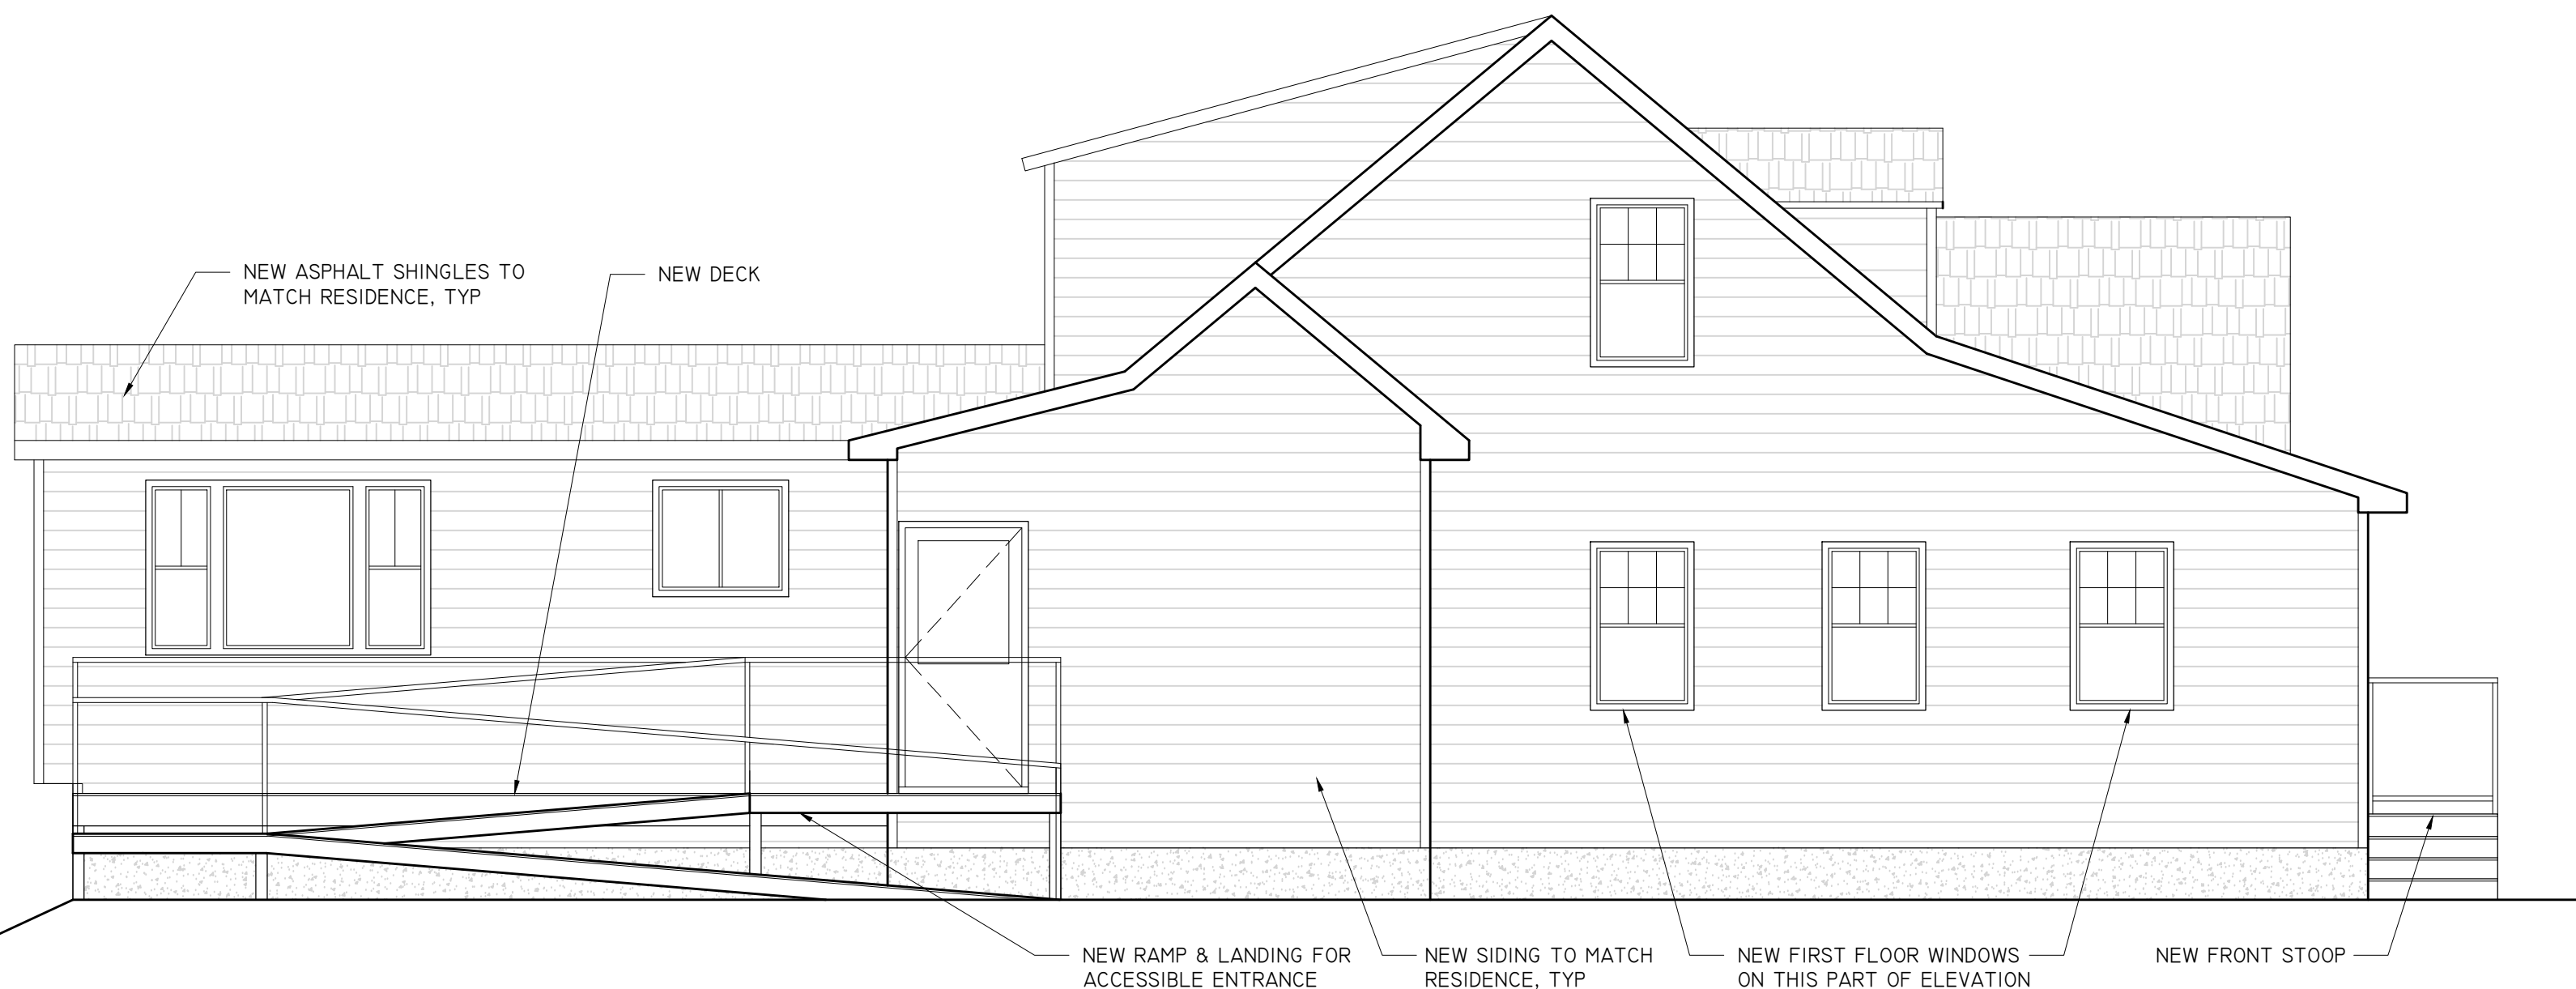 NEW ASPHALT SHINGLES TO
MATCH RESIDENCE, TYP
NEW DECK
NEW RAMP & LANDING FOR
ACCESSIBLE ENTRANCE
NEW SIDING TO MATCH
RESIDENCE, TYP
NEW FIRST FLOOR WINDOWS
ON THIS PART OF ELEVATION
NEW FRONT STOOP